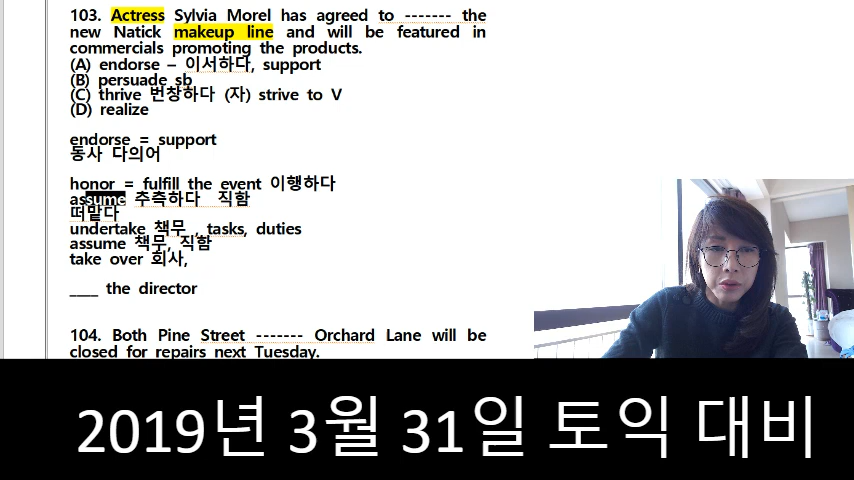 103. Actress Sylvia Morel has agreed to ------- the
new Natick makeup line and will be featured in
commercials promoting the products.
(A) endorse – 이서하다, support
(B) persuade sb
(C) thrive 번창하다 (자) strive to V
(D) realize
endorse = support
동사 다의어
honor = fulfill the event 이행하다
assume 추측하다 직함
떠맡다
undertake 책무 , tasks, duties
assume 책무, 직함
take over 회사,
____ the director
104. Both Pine Street ------- Orchard Lane will be
closed for repairs next Tuesday.
2019년 3월 31일 토익 대비